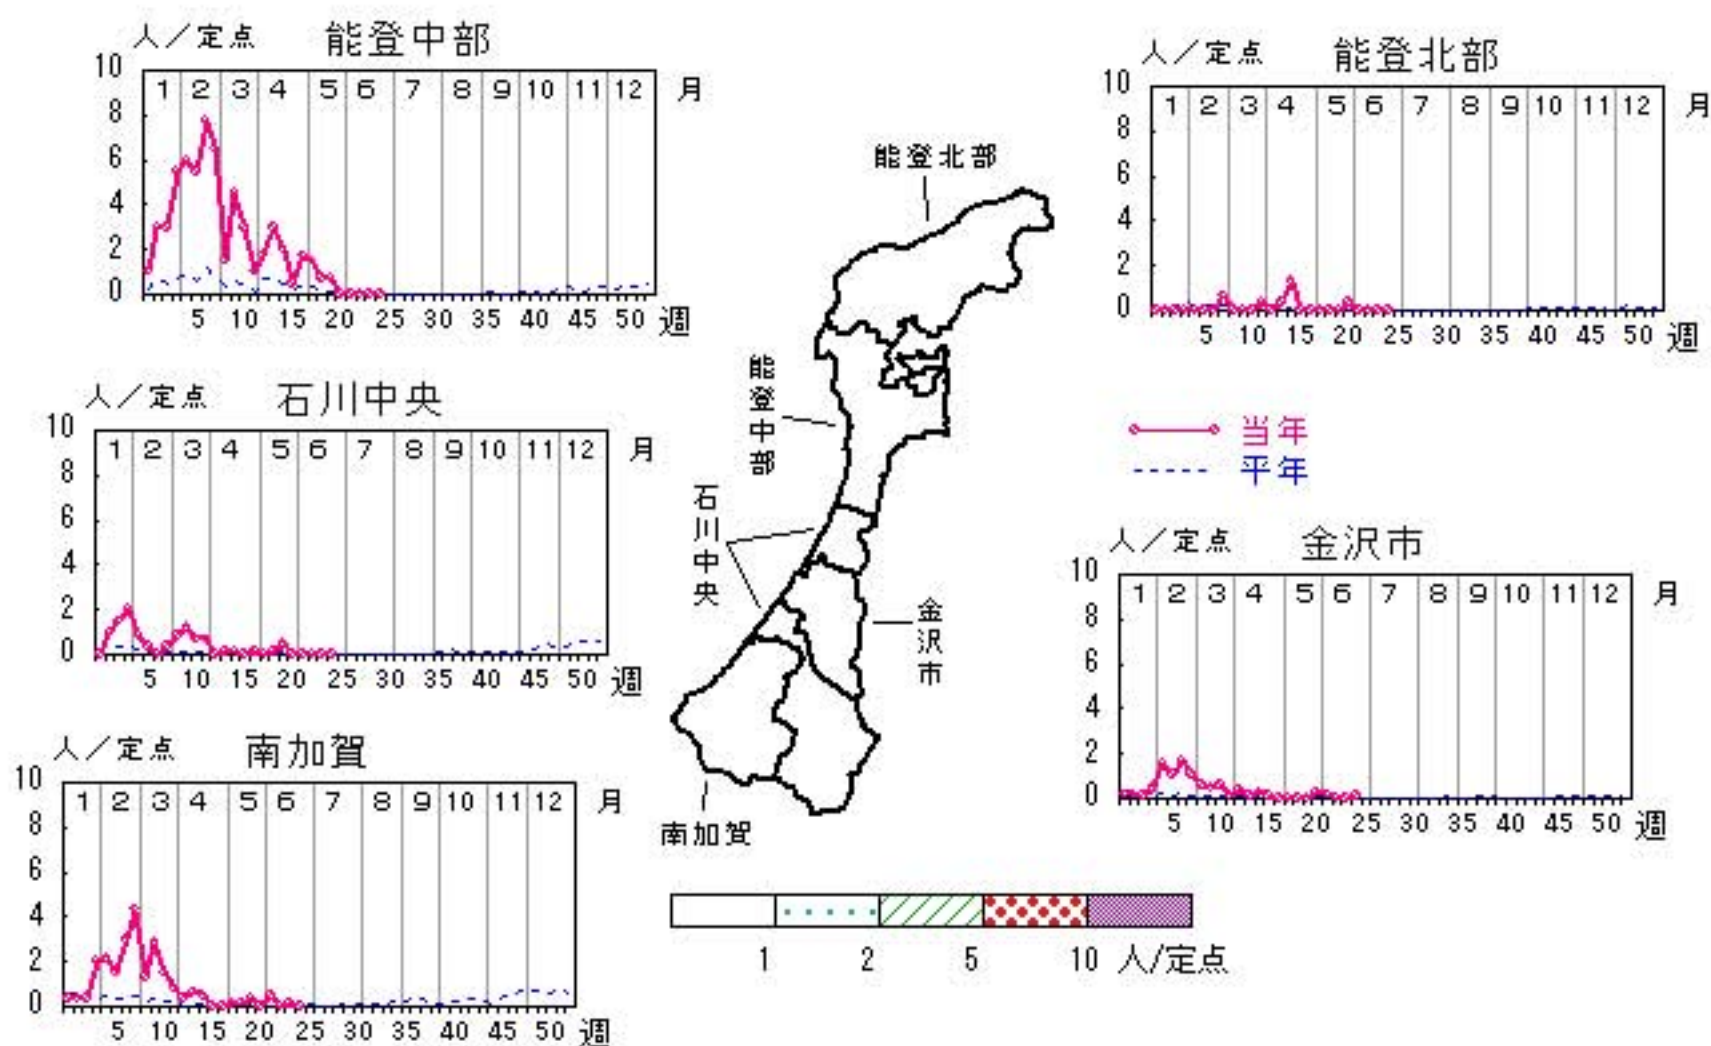 人／定点 能登中部
10 8 6 4 2 0
1 2 3 4 5 6 7 8 9 10 11 12 月
5 10 15 20 25 30 35 40 45 50 週
人／定点 能登北部
10 8 6 4 2 0
1 2 3 4 5 6 7 8 9 10 11 12 月
5 10 15 20 25 30 35 40 45 50 週
人／定点 石川中央
10 8 6 4 2 0
1 2 3 4 5 6 7 8 9 10 11 12 月
5 10 15 20 25 30 35 40 45 50 週
当年
平年
人／定点 金沢市
10 8 6 4 2 0
1 2 3 4 5 6 7 8 9 10 11 12 月
5 10 15 20 25 30 35 40 45 50 週
人／定点 南加賀
10 8 6 4 2 0
1 2 3 4 5 6 7 8 9 10 11 12 月
5 10 15 20 25 30 35 40 45 50 週
能登北部
能登中部
石川中央
金沢市
南加賀
1 2 5 10 人/定点